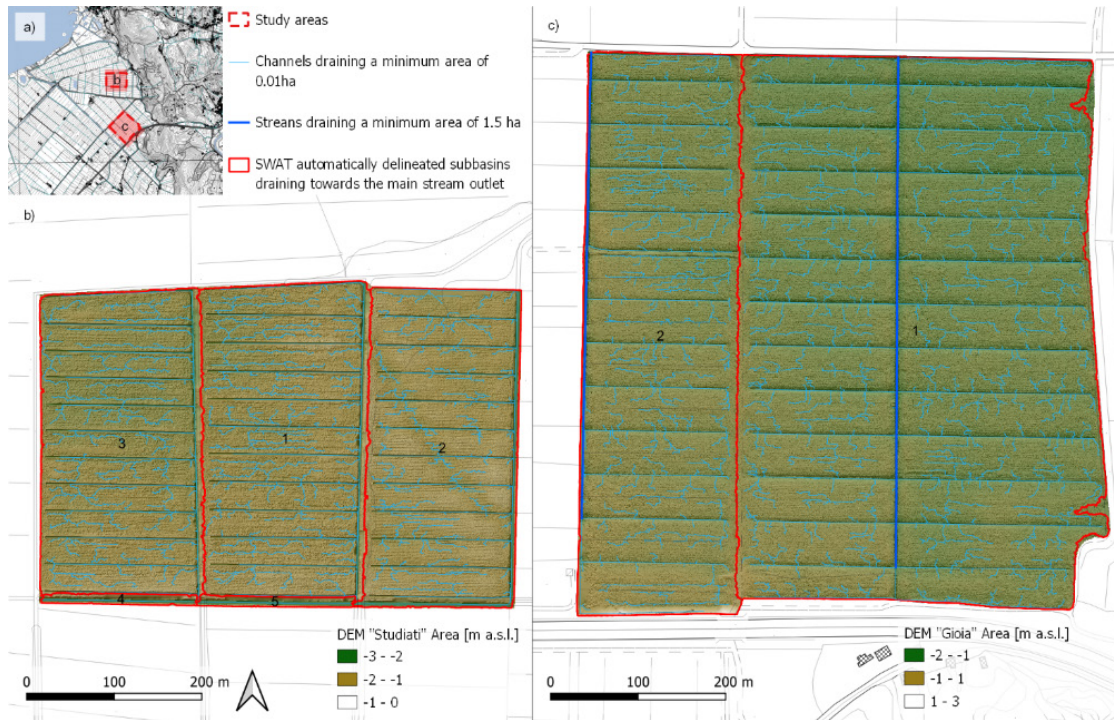 a)
b
c
Study areas
Channels draining a minimum area of
0.01ha
Streans draining a minimum area of 1.5 ha
SWAT automatically delineated subbasins
draining towards the main stream outlet
b)
3
1
2
4
5
DEM "Studiati" Area [m a.s.l.]
-3 - -2
-2 - -1
-1 - 0
0 100 200 m
c)
2
1
DEM "Gioia" Area [m a.s.l.]
-2 - -1
-1 - 1
1 - 3
0 100 200 m